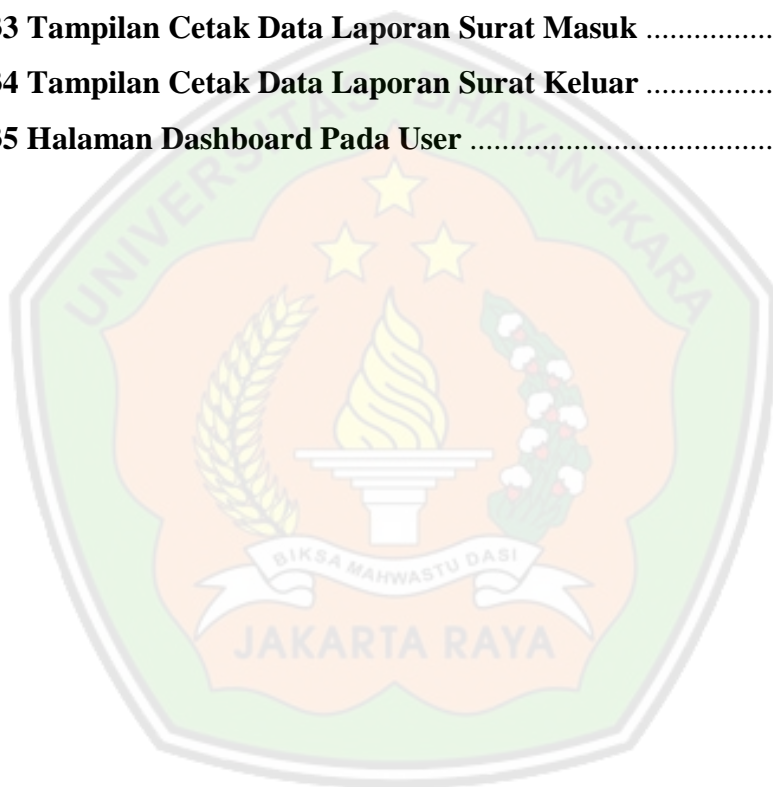 33 Tampilan Cetak Data Laporan Surat Masuk ................
34 Tampilan Cetak Data Laporan Surat Keluar ................
35 Halaman Dashboard Pada User ......................................
UNIVERSITAS BHAYANGKARA
BIKSA MAHWASTU DASI
JAKARTA RAYA